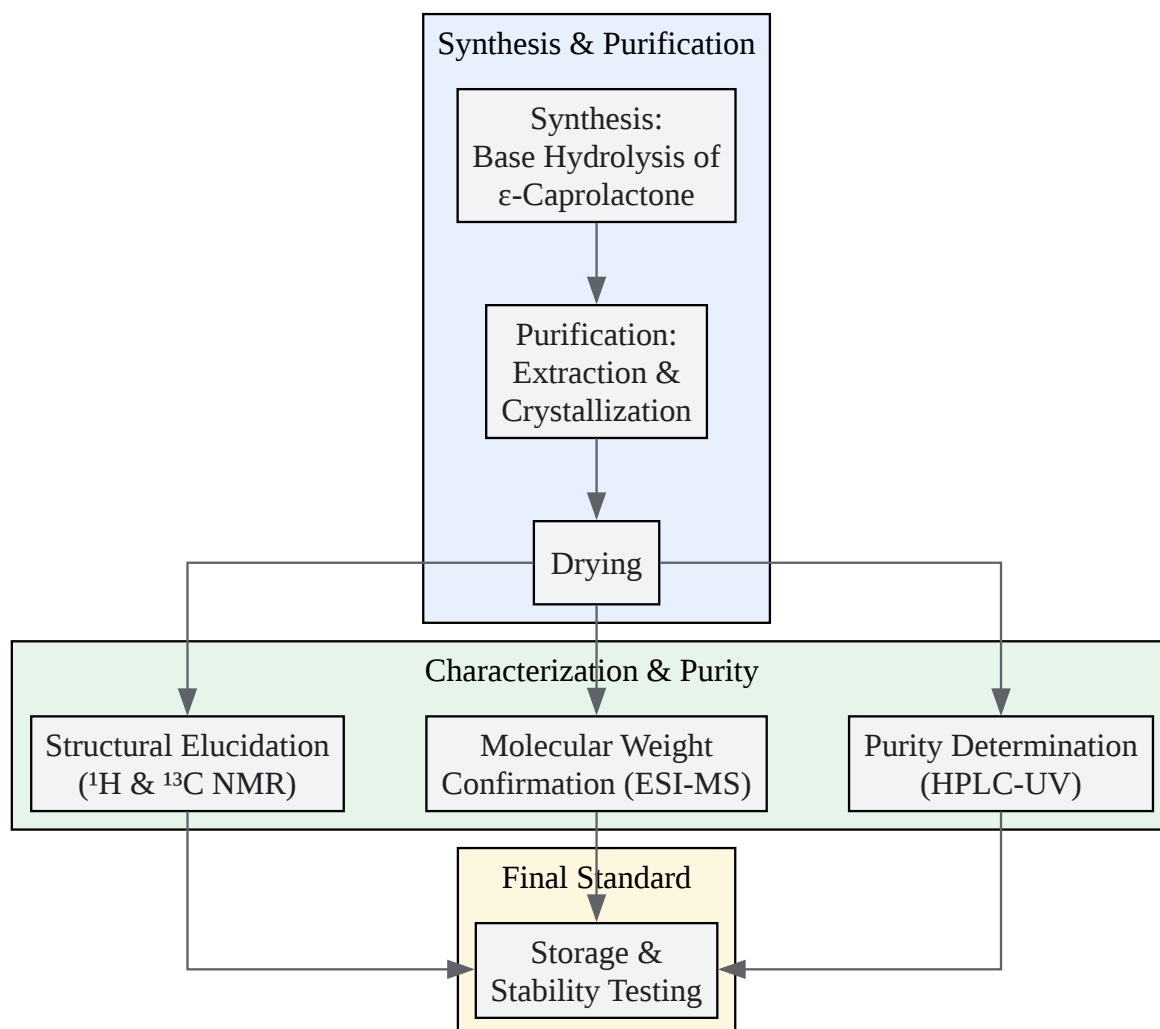 Synthesis & Purification
Synthesis:
Base Hydrolysis of
ε-Caprolactone
Purification:
Extraction &
Crystallization
Drying
Characterization & Purity
Structural Elucidation
(¹H & ¹³C NMR)
Molecular Weight
Confirmation (ESI-MS)
Purity Determination
(HPLC-UV)
Final Standard
Storage &
Stability Testing